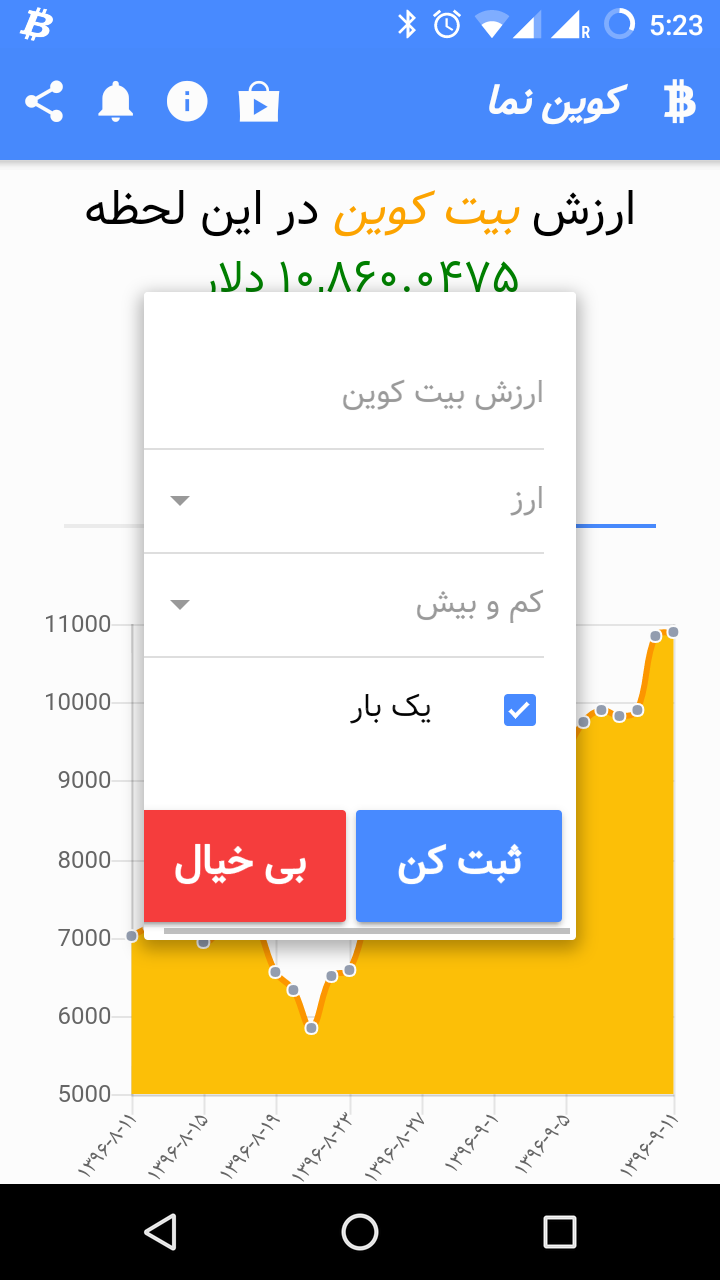 5:23
R
کوین نما
ارزش بیت کوین در این لحظه
۱۰,۸۶۰.۰۴۷۵ دلار
ارزش بیت کوین
ارز
کم و بیش
یک بار
ثبت کن
بی خیال
11000
10000
9000
8000
7000
6000
5000
۱۳۹۶-۸-۱۱
۱۳۹۶-۸-۱۵
۱۳۹۶-۸-۱۹
۱۳۹۶-۸-۲۳
۱۳۹۶-۸-۲۷
۱۳۹۶-۹-۱
۱۳۹۶-۹-۵
۱۳۹۶-۹-۱۱